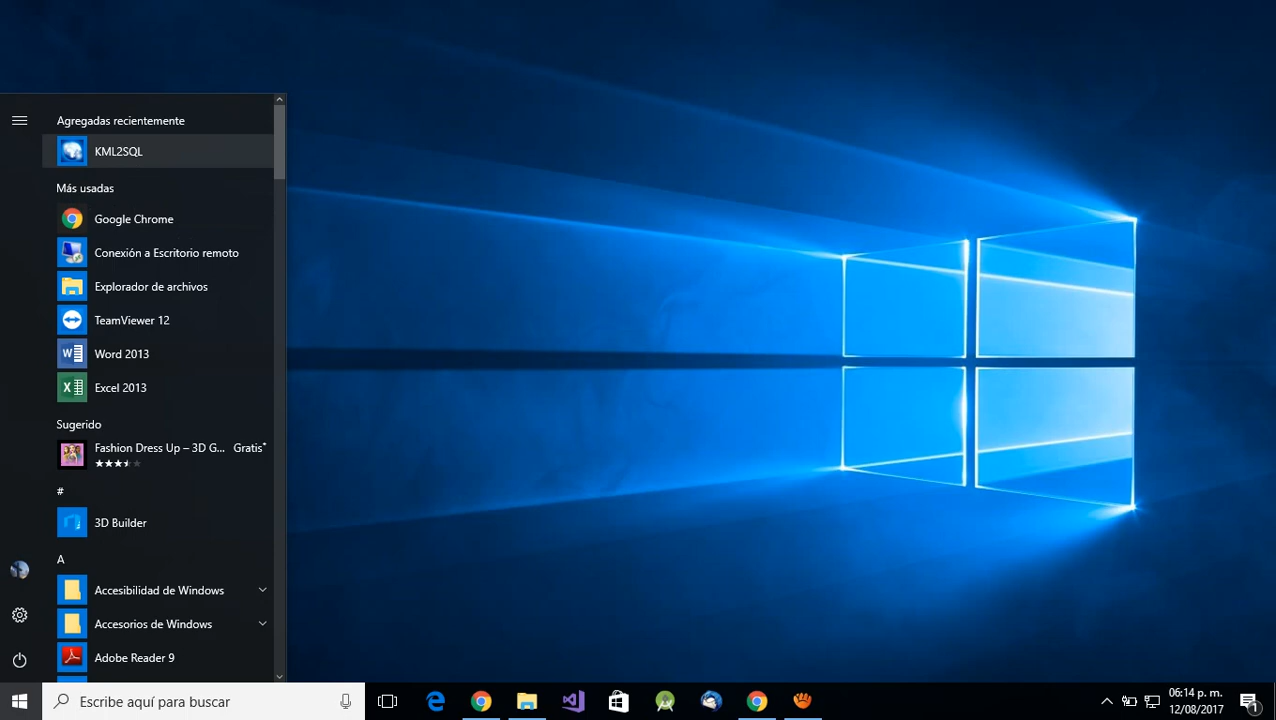 Agregadas recientemente
KML2SQL
Más usadas
Google Chrome
Conexión a Escritorio remoto
Explorador de archivos
TeamViewer 12
Word 2013
Excel 2013
Sugerido
Fashion Dress Up – 3D G... Gratis*
#
3D Builder
A
Accesibilidad de Windows
Accesorios de Windows
Adobe Reader 9
Escribe aquí para buscar
06:14 p. m.
12/08/2017
1